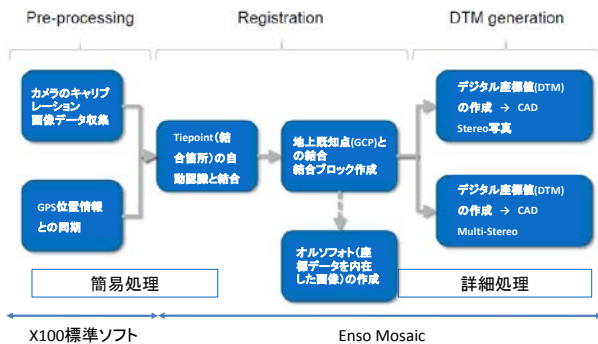 Pre-processing
Registration
DTM generation
カメラのキャリブ
レーション
画像データ収集
GPS位置情報
との同期
Tiepoint(結
合箇所)の自
動認識と結合
地上既知点(GCP)と
の結合
結合ブロック作成
オルソフォト(座
標データを内在
した画像)の作成
デジタル座標値(DTM)
の作成 → CAD
Stereo写真
デジタル座標値(DTM)
の作成 → CAD
Multi-Stereo
簡易処理
詳細処理
X100標準ソフト
Enso Mosaic